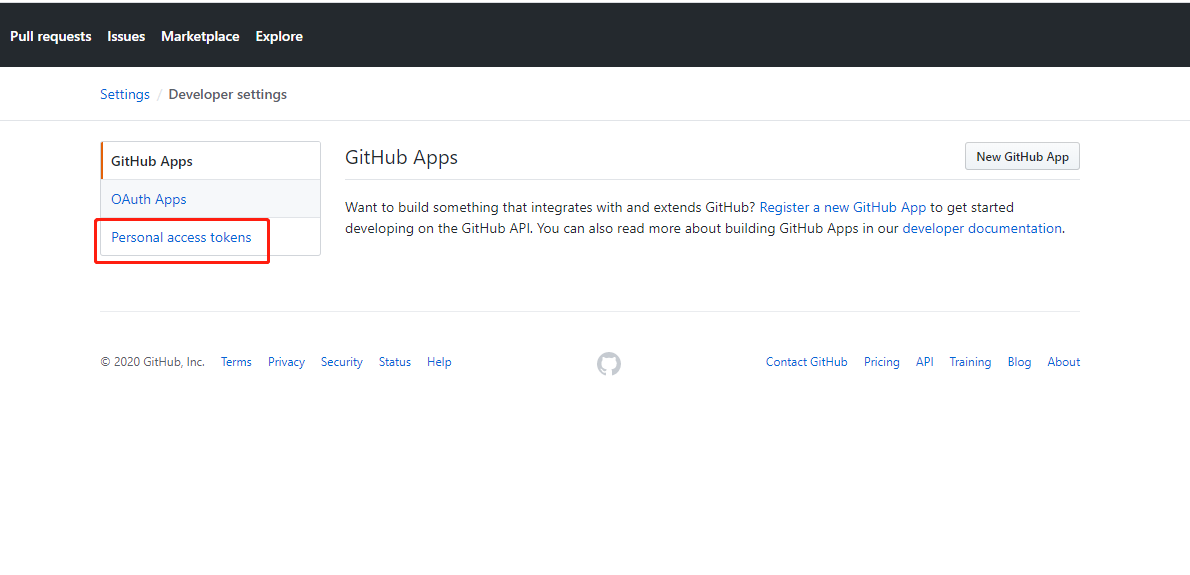 Pull requests Issues Marketplace Explore
Settings / Developer settings
GitHub Apps
OAuth Apps
Personal access tokens
GitHub Apps
New GitHub App
Want to build something that integrates with and extends GitHub? Register a new GitHub App to get started
developing on the GitHub API. You can also read more about building GitHub Apps in our developer documentation.
© 2020 GitHub, Inc. Terms Privacy Security Status Help
Contact GitHub Pricing API Training Blog About